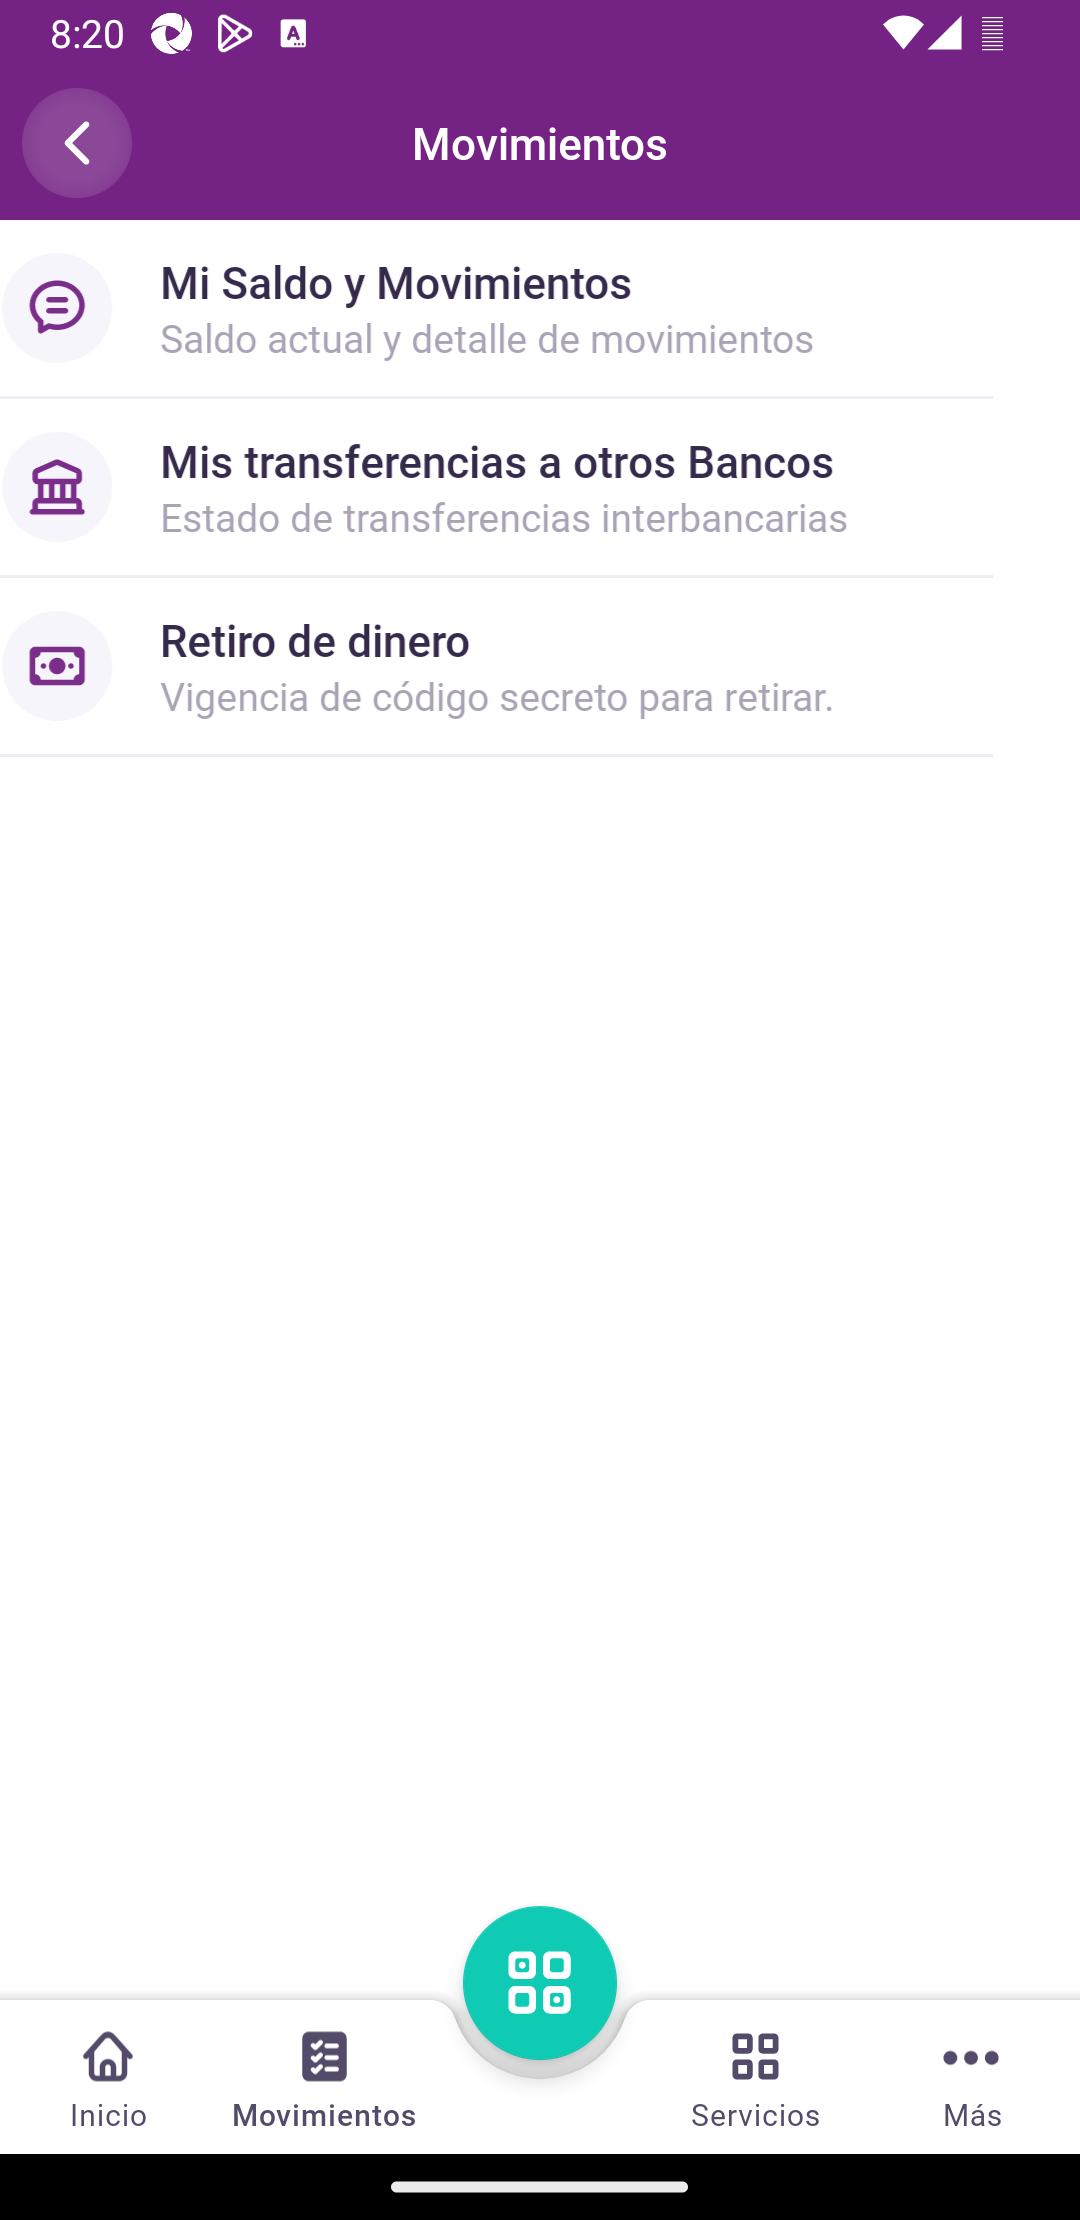 8:20
Movimientos
Mi Saldo y Movimientos
Saldo actual y detalle de movimientos
Mis transferencias a otros Bancos
Estado de transferencias interbancarias
Retiro de dinero
Vigencia de código secreto para retirar.
Inicio
Movimientos
Servicios
Más